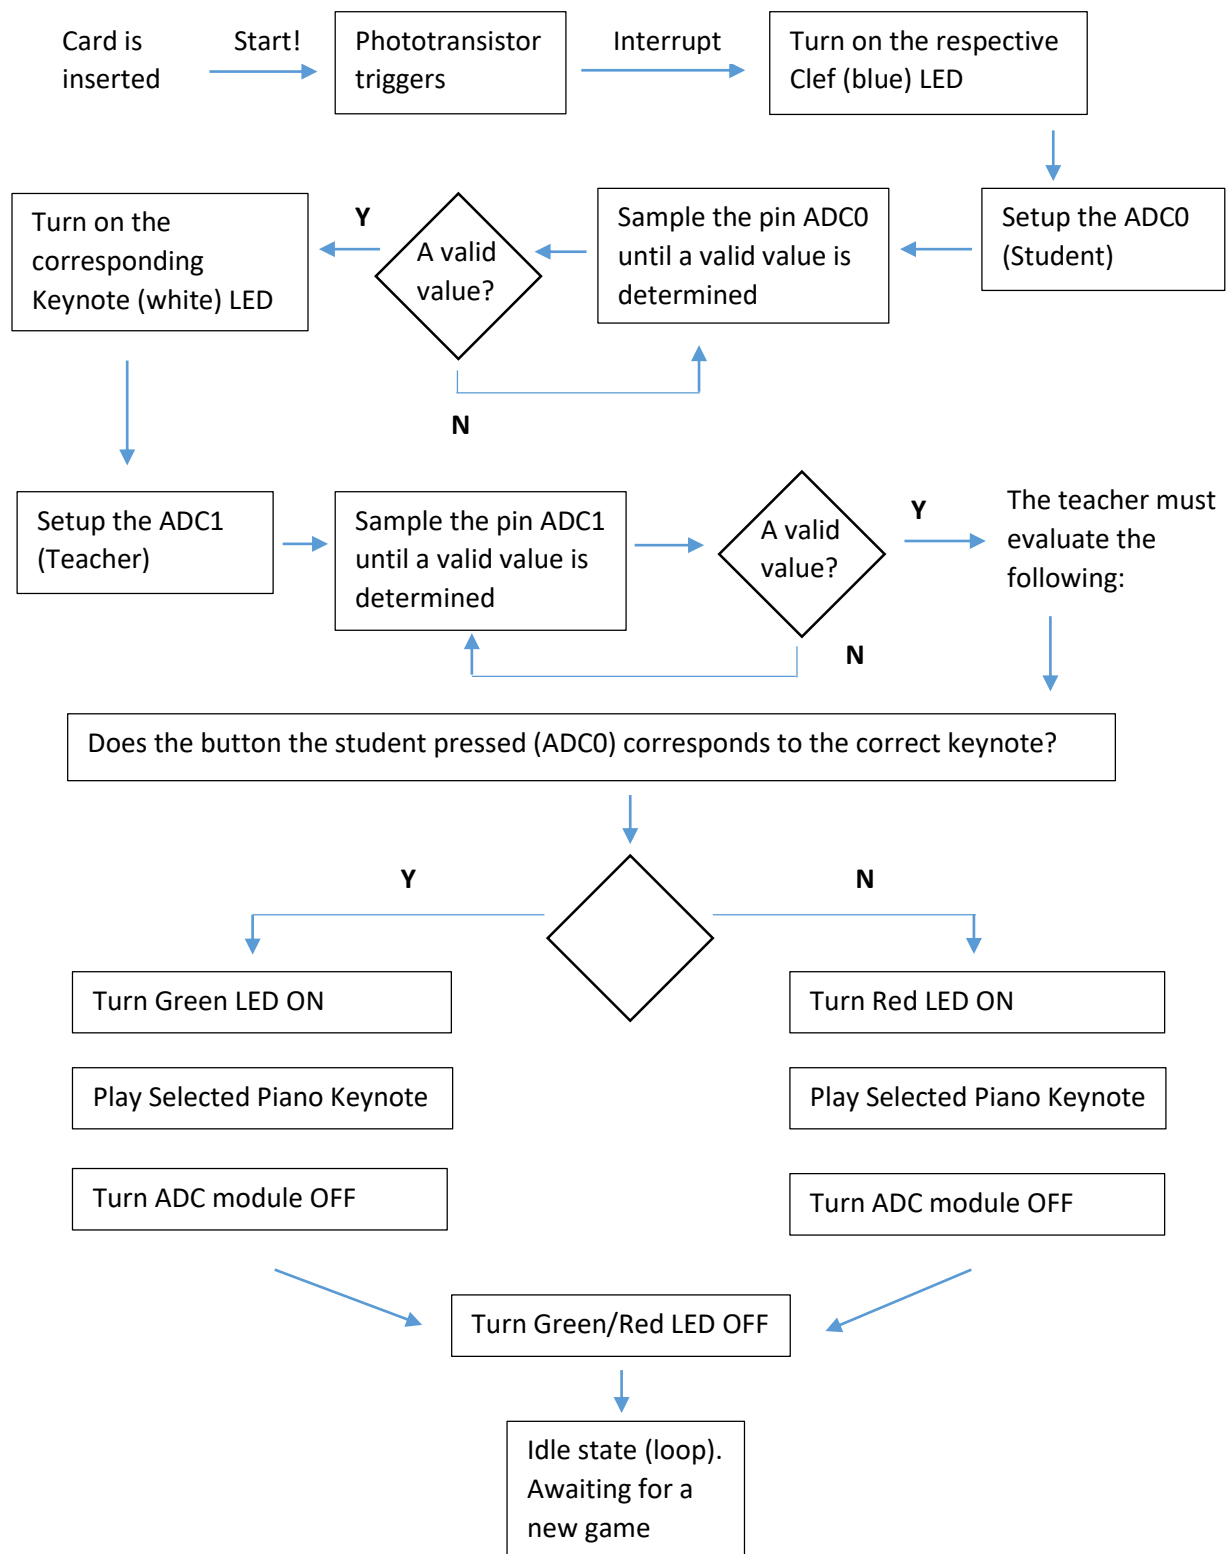 Card is
inserted
Start!
Phototransistor
triggers
Interrupt
Turn on the respective
Clef (blue) LED
Setup the ADC0
(Student)
Sample the pin ADC0
until a valid value is
determined
A valid
value?
Y
N
Turn on the
corresponding
Keynote (white) LED
Setup the ADC1
(Teacher)
Sample the pin ADC1
until a valid value is
determined
A valid
value?
Y
N
The teacher must
evaluate the
following:
Does the button the student pressed (ADC0) corresponds to the correct keynote?
Y
N
Turn Green LED ON
Play Selected Piano Keynote
Turn ADC module OFF
Turn Red LED ON
Play Selected Piano Keynote
Turn ADC module OFF
Turn Green/Red LED OFF
Idle state (loop).
Awaiting for a
new game